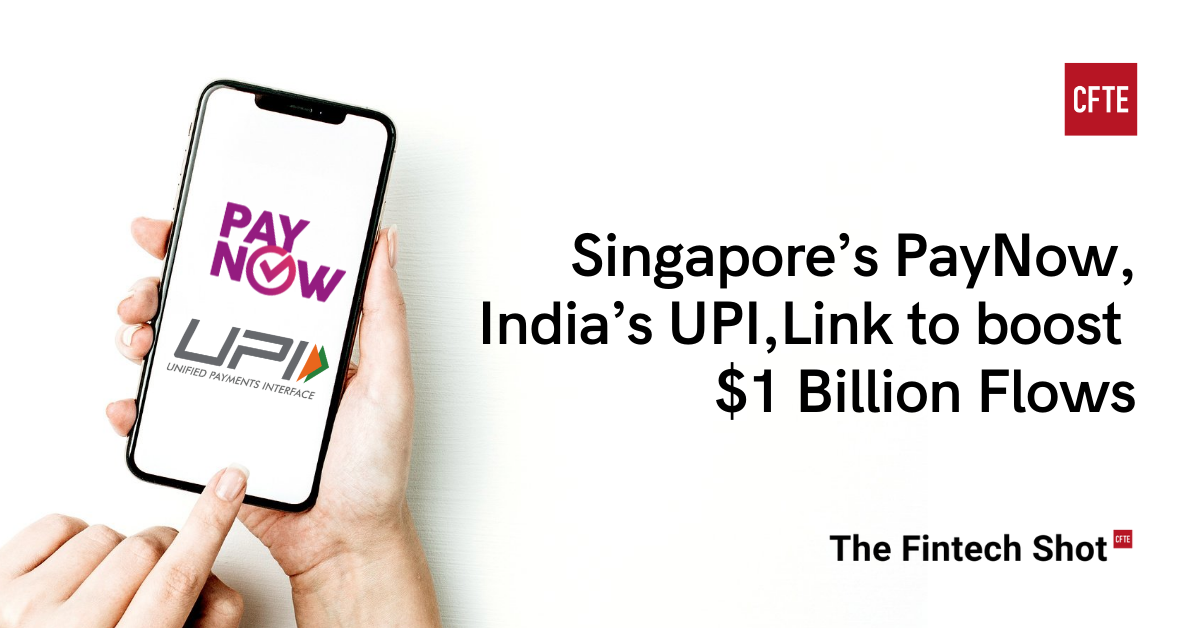 CFTE
PAY
NOW
UPI
UNIFIED PAYMENTS INTERFACE
Singapore’s PayNow,
India’s UPI,Link to boost
$1 Billion Flows
The Fintech Shot CFTE